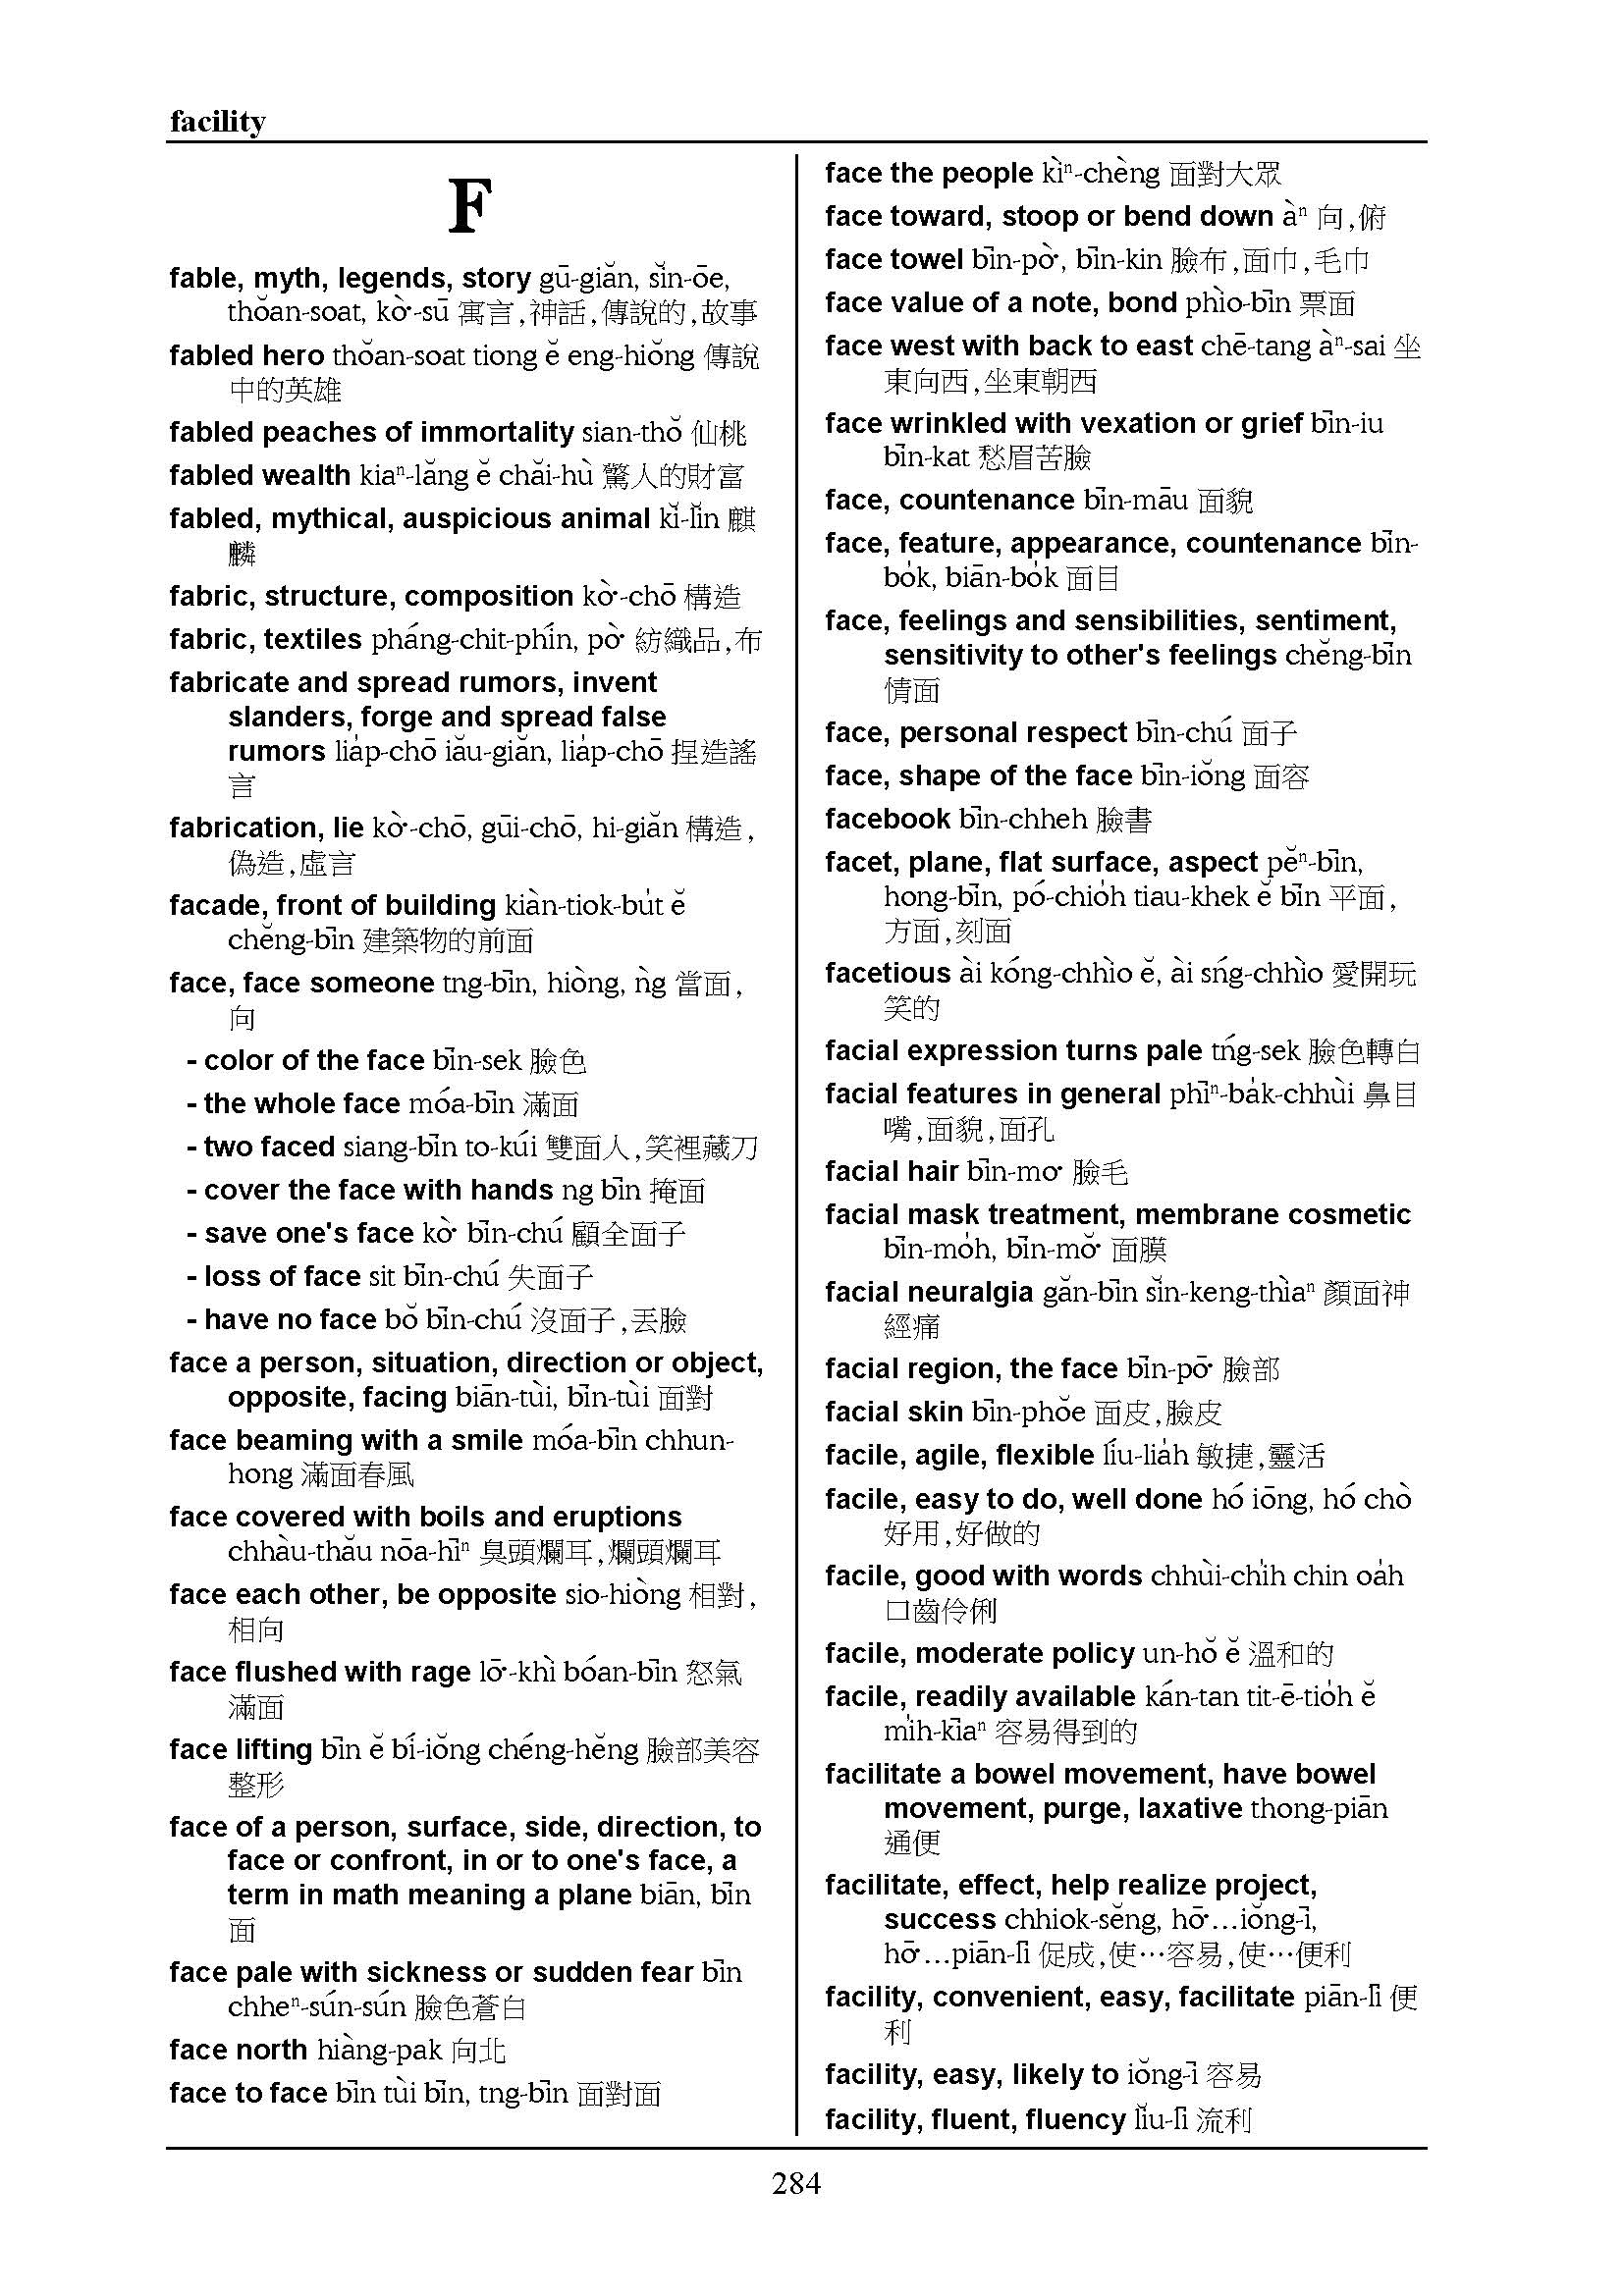 facility
F
fable, myth, legends, story gū-giǎn, sǐn-ōe,
thǒan-soat, kò͘-sū 寓言,神話,傳說的,故事
fabled hero thǒan-soat tiong ě eng-hiǒng 傳說
中的英雄
fabled peaches of immortality sian-thǒ 仙桃
fabled wealth kiaⁿ-lǎng ě chǎi-hù 驚人的財富
fabled, mythical, auspicious animal kǐ-lǐn 麒
麟
fabric, structure, composition kò͘-chō 構造
fabric, textiles pháng-chit-phín, pò͘ 紡織品,布
fabricate and spread rumors, invent
slanders, forge and spread false
rumors lia̍p-chō iǎu-giǎn, lia̍p-chō 捏造謠
言
fabrication, lie kò͘-chō, gūi-chō, hi-giǎn 構造,
偽造,虛言
facade, front of building kiàn-tiok-bu̍t ě
chěng-bīn 建築物的前面
face, face someone tng-bīn, hiòng, ǹg 當面,
向
- color of the face bīn-sek 臉色
- the whole face móa-bīn 滿面
- two faced siang-bīn to-kúi 雙面人,笑裡藏刀
- cover the face with hands ng bīn 掩面
- save one's face kò͘ bīn-chú 顧全面子
- loss of face sit bīn-chú 失面子
- have no face bǒ bīn-chú 沒面子,丟臉
face a person, situation, direction or object,
opposite, facing biān-tùi, bīn-tùi 面對
face beaming with a smile móa-bīn chhun-
hong 滿面春風
face covered with boils and eruptions
chhàu-thǎu nōa-hīⁿ 臭頭爛耳,爛頭爛耳
face each other, be opposite sio-hiòng 相對,
相向
face flushed with rage lō͘-khì bóan-bīn 怒氣
滿面
face lifting bīn ě bí-iǒng chéng-hěng 臉部美容
整形
face of a person, surface, side, direction, to
face or confront, in or to one's face, a
term in math meaning a plane biān, bīn
面
face pale with sickness or sudden fear bīn
chheⁿ-sún-sún 臉色蒼白
face north hiàng-pak 向北
face to face bīn tùi bīn, tng-bīn 面對面
face the people kìⁿ-chèng 面對大眾
face toward, stoop or bend down àⁿ 向,俯
face towel bīn-pò͘, bīn-kin 臉布,面巾,毛巾
face value of a note, bond phìo-bīn 票面
face west with back to east chē-tang àⁿ-sai 坐
東向西,坐東朝西
face wrinkled with vexation or grief bīn-iu
bīn-kat 愁眉苦臉
face, countenance bīn-māu 面貌
face, feature, appearance, countenance bīn-
bo̍k, biān-bo̍k 面目
face, feelings and sensibilities, sentiment,
sensitivity to other's feelings chěng-bīn
情面
face, personal respect bīn-chú 面子
face, shape of the face bīn-iǒng 面容
facebook bīn-chheh 臉書
facet, plane, flat surface, aspect pěⁿ-bīn,
hong-bīn, pó-chio̍h tiau-khek ě bīn 平面,
方面,刻面
facetious ài kóng-chhìo ě, ài sńg-chhìo 愛開玩
笑的
facial expression turns pale tńg-sek 臉色轉白
facial features in general phīⁿ-ba̍k-chhùi 鼻目
嘴,面貌,面孔
facial hair bīn-mo͘ 臉毛
facial mask treatment, membrane cosmetic
bīn-mo̍h, bīn-mǒ͘ 面膜
facial neuralgia gǎn-bīn sǐn-keng-thìaⁿ 顏面神
經痛
facial region, the face bīn-pō͘ 臉部
facial skin bīn-phǒe 面皮,臉皮
facile, agile, flexible líu-lia̍h 敏捷,靈活
facile, easy to do, well done hó iōng, hó chò
好用,好做的
facile, good with words chhùi-chi̍h chin oa̍h
口齒伶俐
facile, moderate policy un-hǒ ě 溫和的
facile, readily available kán-tan tit-ē-tio̍h ě
mi̍h-kīaⁿ 容易得到的
facilitate a bowel movement, have bowel
movement, purge, laxative thong-piān
通便
facilitate, effect, help realize project,
success chhiok-sěng, hō͘…iǒng-ī,
hō͘…piān-lī 促成,使…容易,使…便利
facility, convenient, easy, facilitate piān-lī 便
利
facility, easy, likely to iǒng-ī 容易
facility, fluent, fluency lǐu-lī 流利
284